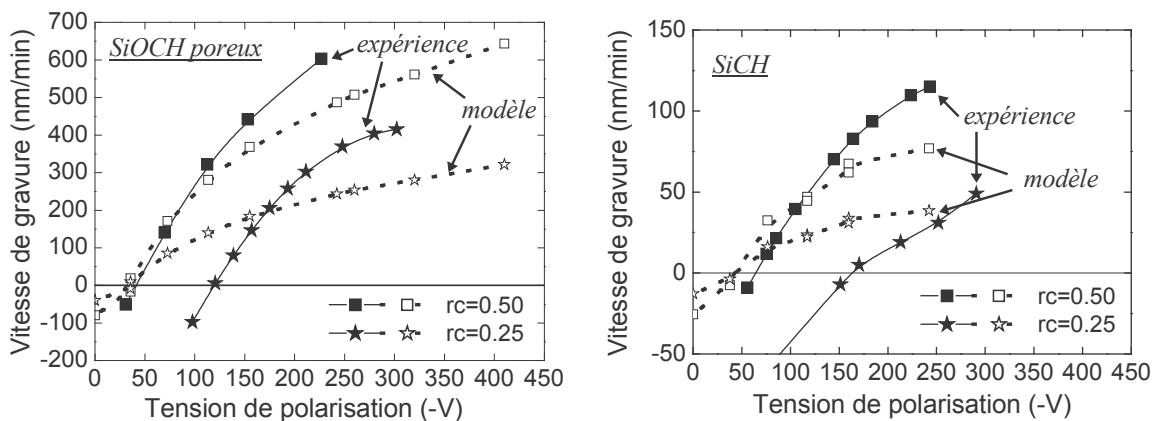 700
600
500
400
300
200
100
0
-100
-200
0 50 100 150 200 250 300 350 400 450
Vitesse de gravure (nm/min)
Tension de polarisation (-V)
SiOCH poreux
expérience
modèle
rc=0.50
rc=0.25
150
100
50
0
-50
0 50 100 150 200 250 300 350 400 450
Vitesse de gravure (nm/min)
Tension de polarisation (-V)
SiCH
expérience
modèle
rc=0.50
rc=0.25